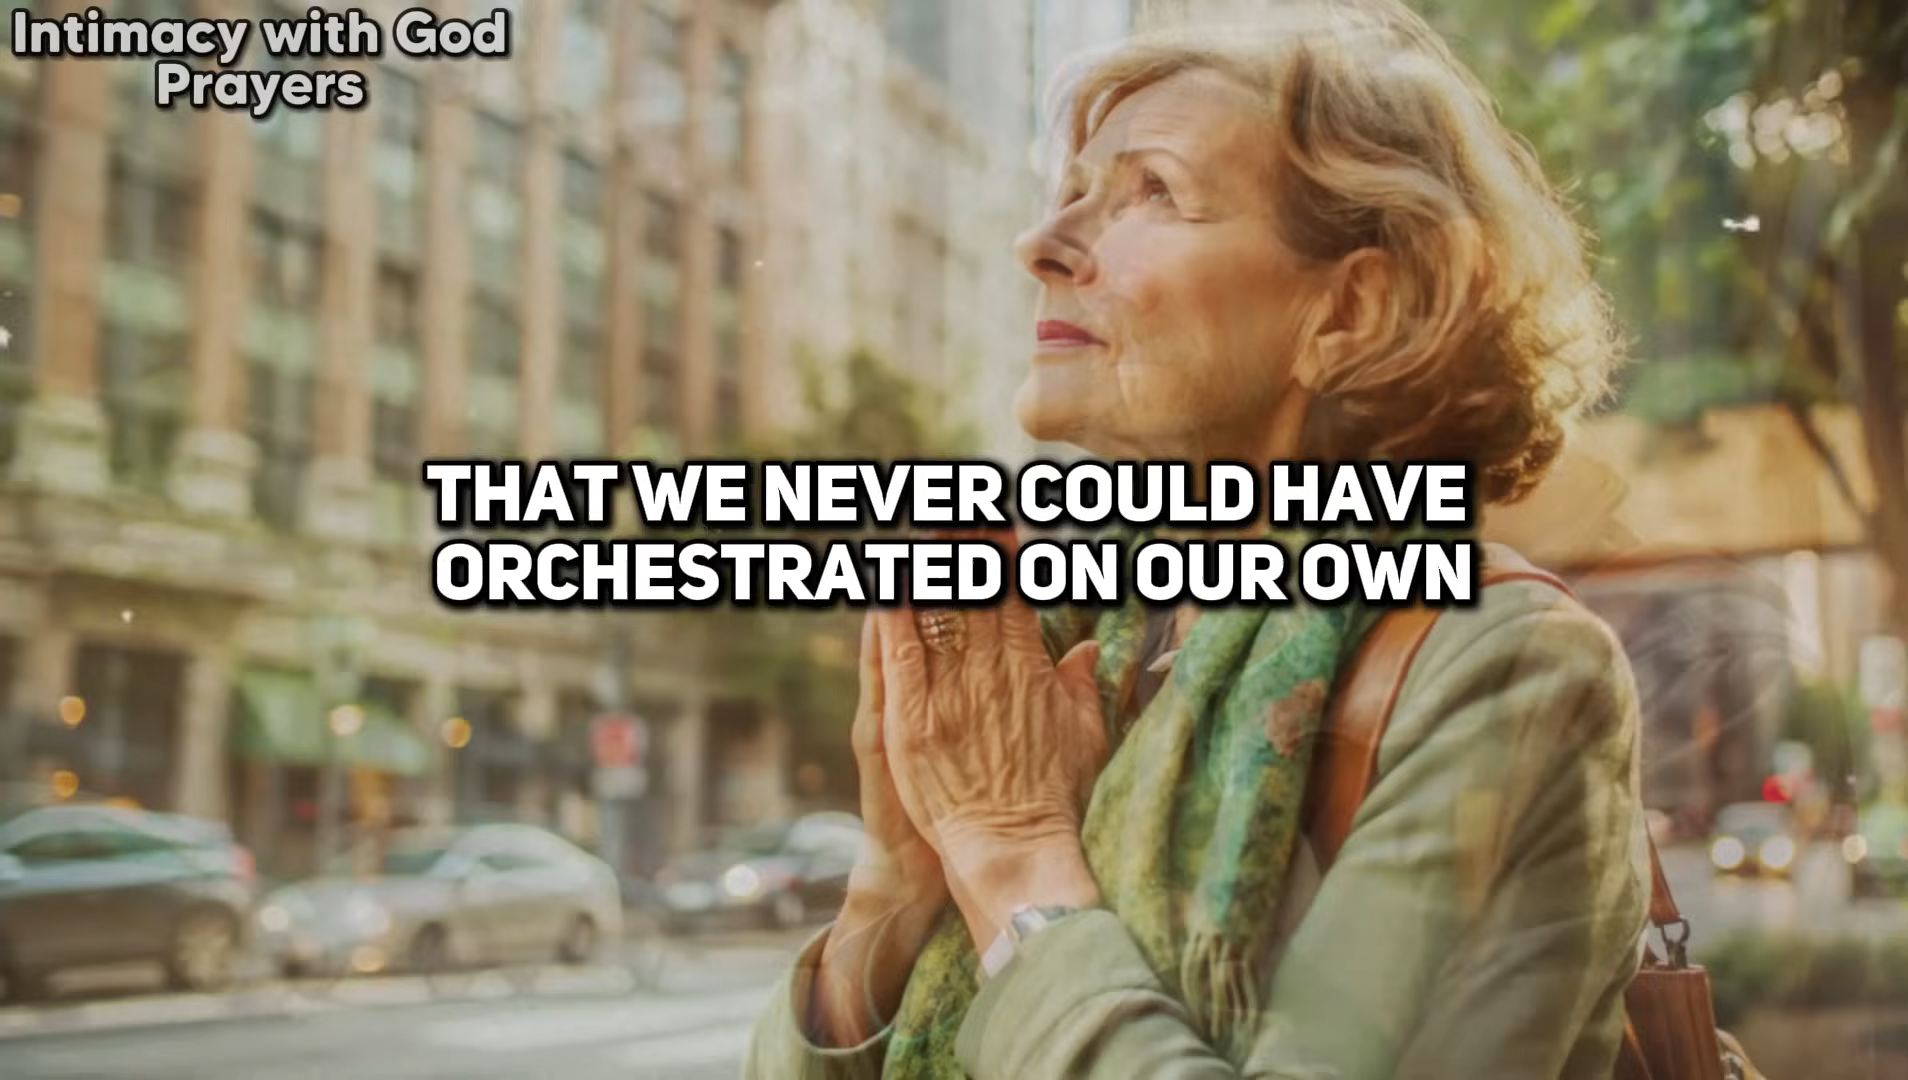 Intimacy with God
Prayers
THAT WE NEVER COULD HAVE
ORCHESTRATED ON OUR OWN